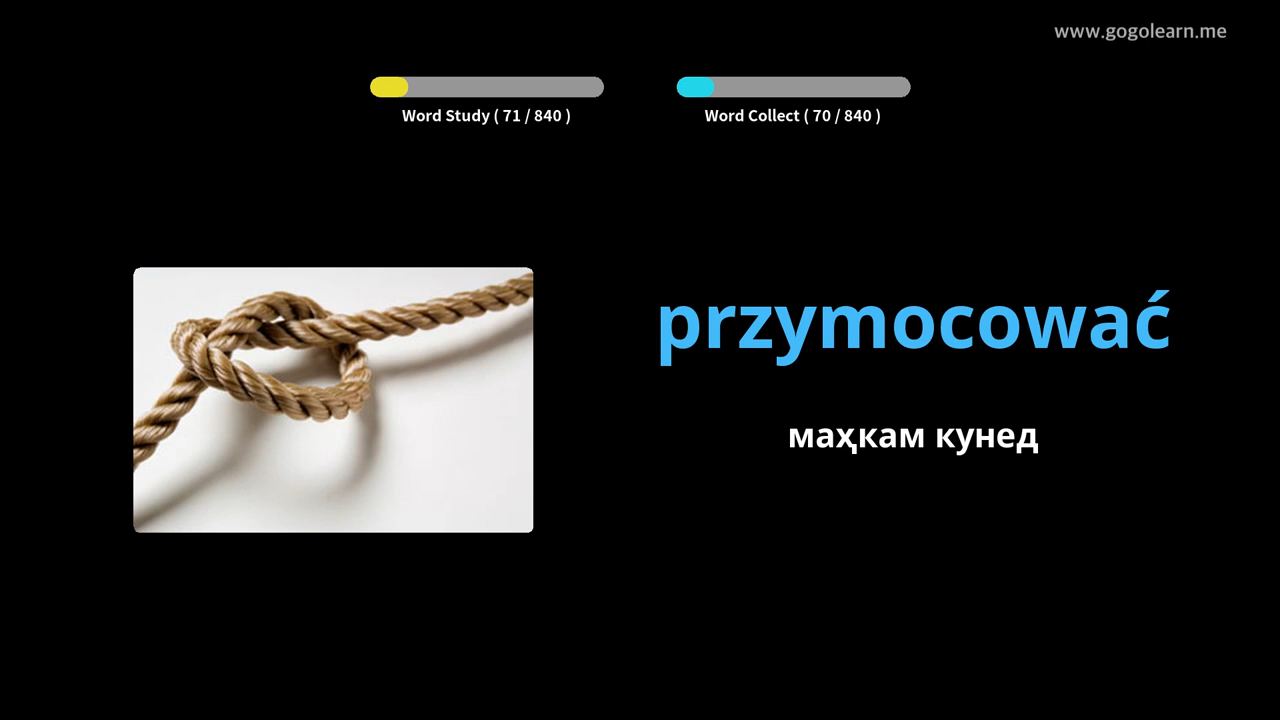 www.gogolearn.me
Word Study ( 71 / 840 )
Word Collect ( 70 / 840 )
przymocować
маҳкам кунед